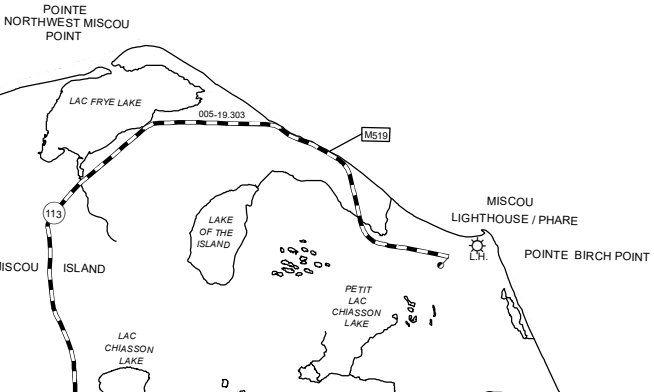 POINTE
NORTHWEST MISCOU
POINT
LAC FRYE LAKE
005-19.303
M519
113
MISCOU
LIGHTHOUSE / PHARE
L.H.
POINTE BIRCH POINT
LAKE
OF THE
ISLAND
ISCOU ISLAND
PETIT
LAC
CHIASSON
LAKE
LAC
CHIASSON
LAKE